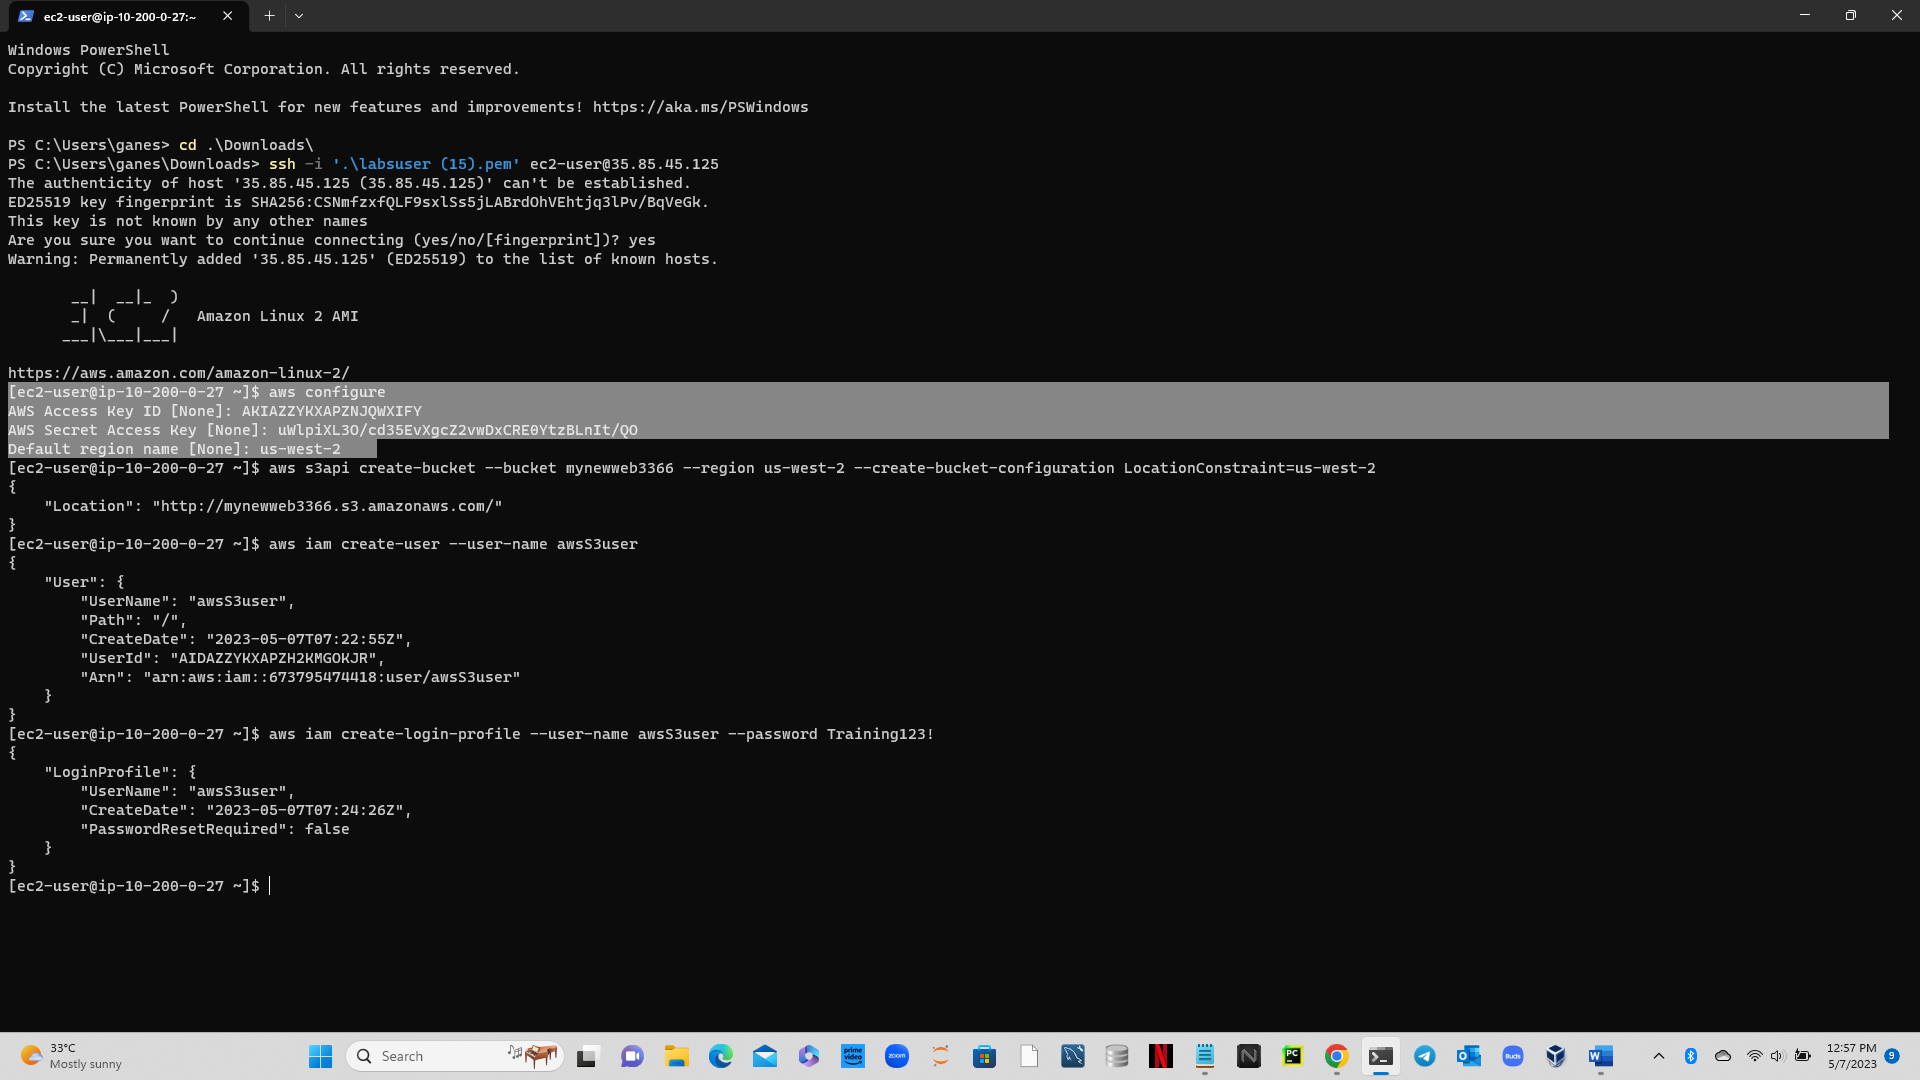 ec2-user@ip-10-200-0-27:~
Windows PowerShell
Copyright (C) Microsoft Corporation. All rights reserved.
Install the latest PowerShell for new features and improvements! https://aka.ms/PSWindows
PS C:\Users\ganes> cd .\Downloads\
PS C:\Users\ganes\Downloads> ssh -i '.\labsuser (15).pem' ec2-user@35.85.45.125
The authenticity of host '35.85.45.125 (35.85.45.125)' can't be established.
ED25519 key fingerprint is SHA256:CSNmfzxfQLF9sxlSs5jLABrdOhVEhtjq3lPv/BqVeGk.
This key is not known by any other names
Are you sure you want to continue connecting (yes/no/[fingerprint])? yes
Warning: Permanently added '35.85.45.125' (ED25519) to the list of known hosts.
       __|  __|_  )
       _|  (     /   Amazon Linux 2 AMI
      ___|\___|___|
https://aws.amazon.com/amazon-linux-2/
[ec2-user@ip-10-200-0-27 ~]$ aws configure
AWS Access Key ID [None]: AKIAZZYKXAPZNJQWXIFY
AWS Secret Access Key [None]: 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
Default region name [None]: us-west-2
[ec2-user@ip-10-200-0-27 ~]$ aws s3api create-bucket --bucket mynewweb3366 --region us-west-2 --create-bucket-configuration LocationConstraint=us-west-2
{
    "Location": "http://mynewweb3366.s3.amazonaws.com/"
}
[ec2-user@ip-10-200-0-27 ~]$ aws iam create-user --user-name awsS3user
{
    "User": {
        "UserName": "awsS3user",
        "Path": "/",
        "CreateDate": "2023-05-07T07:22:55Z",
        "UserId": "AIDAZZYKXAPZH2KMGOKJR",
        "Arn": "arn:aws:iam::673795474418:user/awsS3user"
    }
}
[ec2-user@ip-10-200-0-27 ~]$ aws iam create-login-profile --user-name awsS3user --password Training123!
{
    "LoginProfile": {
        "UserName": "awsS3user",
        "CreateDate": "2023-05-07T07:24:26Z",
        "PasswordResetRequired": false
    }
}
[ec2-user@ip-10-200-0-27 ~]$
33°C
Mostly sunny
Search
prime video
zoom
N
N
PC
Buds
W
12:57 PM
5/7/2023
9